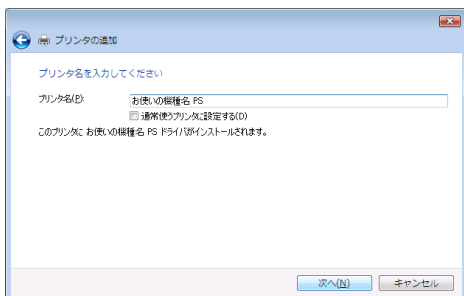 プリンタの追加
プリンタ名を入力してください
プリンタ名(P): お使いの機種名 PS
通常使うプリンタに設定する(D)
このプリンタに お使いの機種名 PS ドライバがインストールされます。
次へ(N) キャンセル